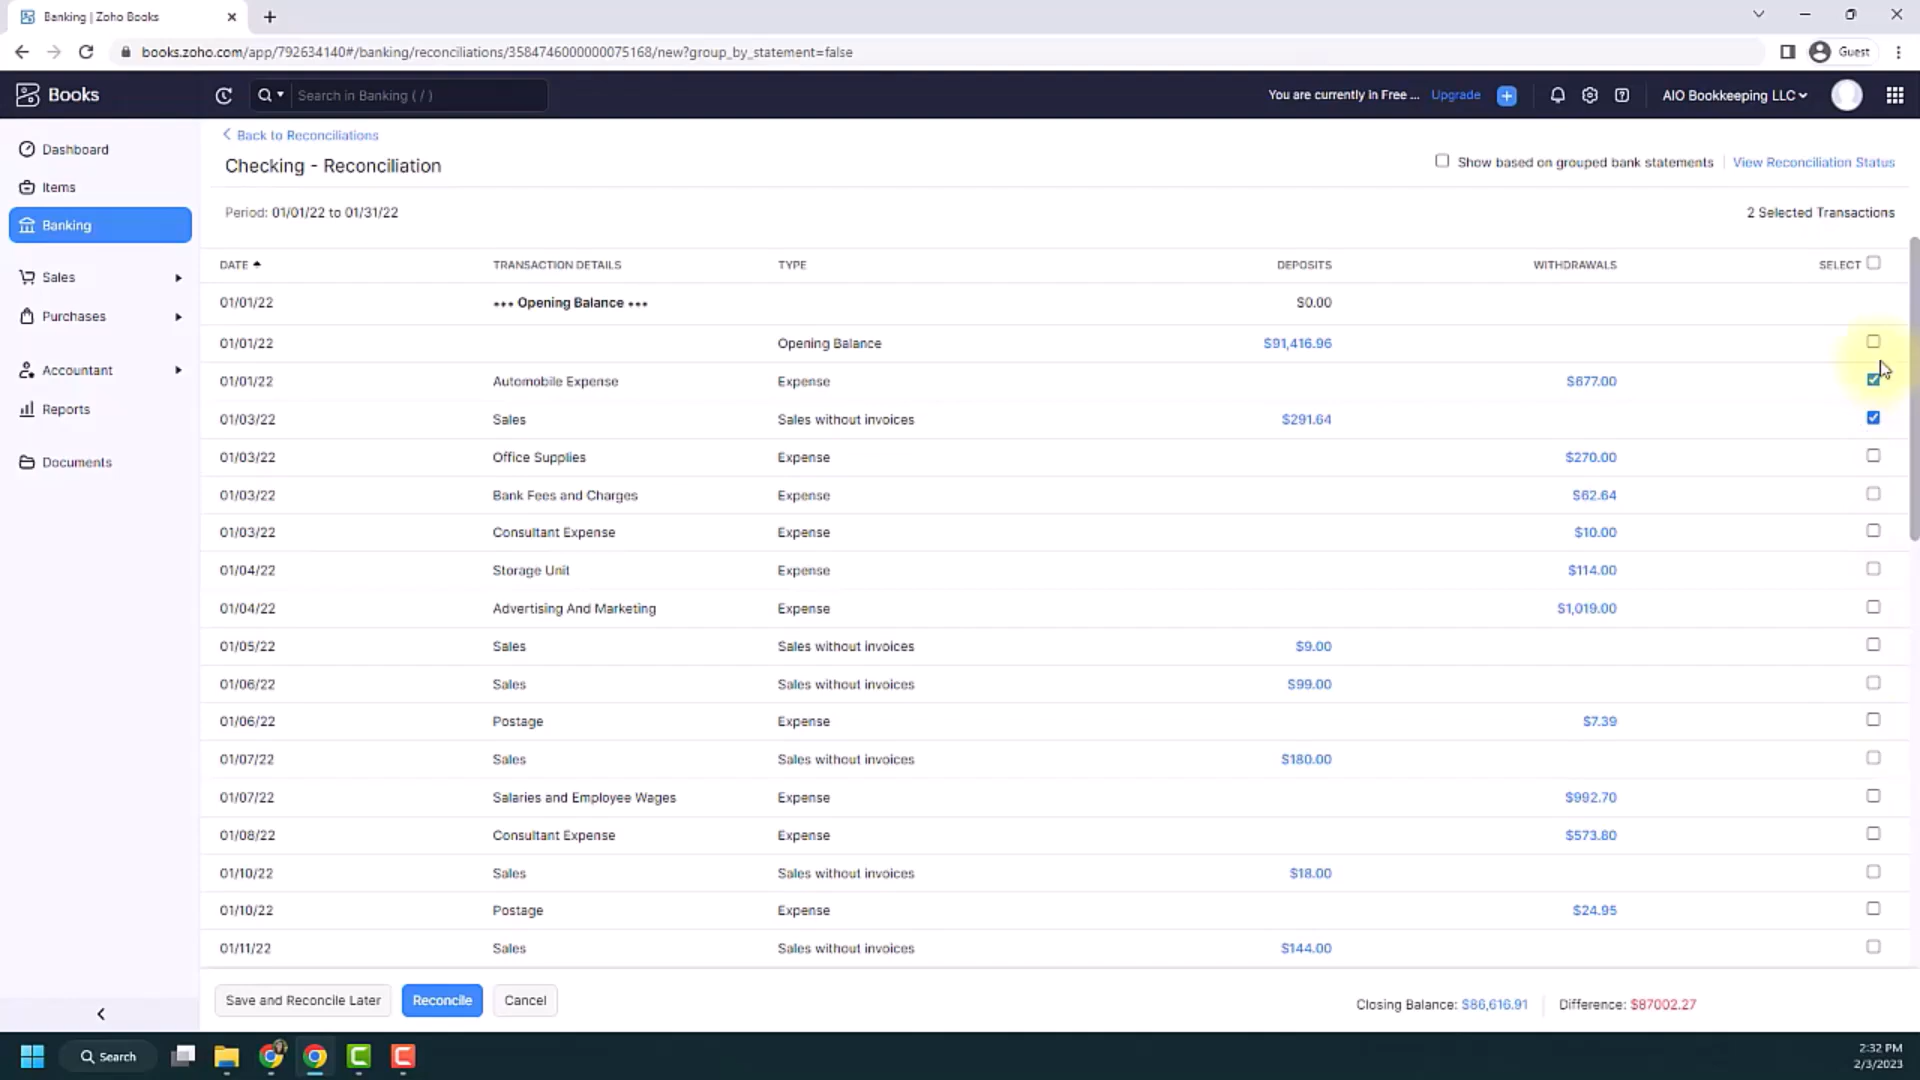 Banking | Zoho Books
books.zoho.com/app/792634140#/banking/reconciliations/3584746000000075168/new?group_by_statement=false
Guest
Books
Search in Banking ( / )
You are currently in Free ...
Upgrade
AIO Bookkeeping LLC
Dashboard
Items
Banking
Sales
Purchases
Accountant
Reports
Documents
Back to Reconciliations
Checking - Reconciliation
Show based on grouped bank statements
View Reconciliation Status
Period: 01/01/22 to 01/31/22
2 Selected Transactions
DATE TRANSACTION DETAILS TYPE DEPOSITS WITHDRAWALS SELECT
01/01/22 *** Opening Balance *** $0.00
01/01/22 Opening Balance $91,416.96
01/01/22 Automobile Expense Expense $677.00
01/03/22 Sales Sales without invoices $291.64
01/03/22 Office Supplies Expense $270.00
01/03/22 Bank Fees and Charges Expense $62.64
01/03/22 Consultant Expense Expense $10.00
01/04/22 Storage Unit Expense $114.00
01/04/22 Advertising And Marketing Expense $1,019.00
01/05/22 Sales Sales without invoices $9.00
01/06/22 Sales Sales without invoices $99.00
01/06/22 Postage Expense $7.39
01/07/22 Sales Sales without invoices $180.00
01/07/22 Salaries and Employee Wages Expense $992.70
01/08/22 Consultant Expense Expense $573.80
01/10/22 Sales Sales without invoices $18.00
01/10/22 Postage Expense $24.95
01/11/22 Sales Sales without invoices $144.00
Save and Reconcile Later
Reconcile
Cancel
Closing Balance: $86,616.91
Difference: $87002.27
Search
2:32 PM
2/3/2023